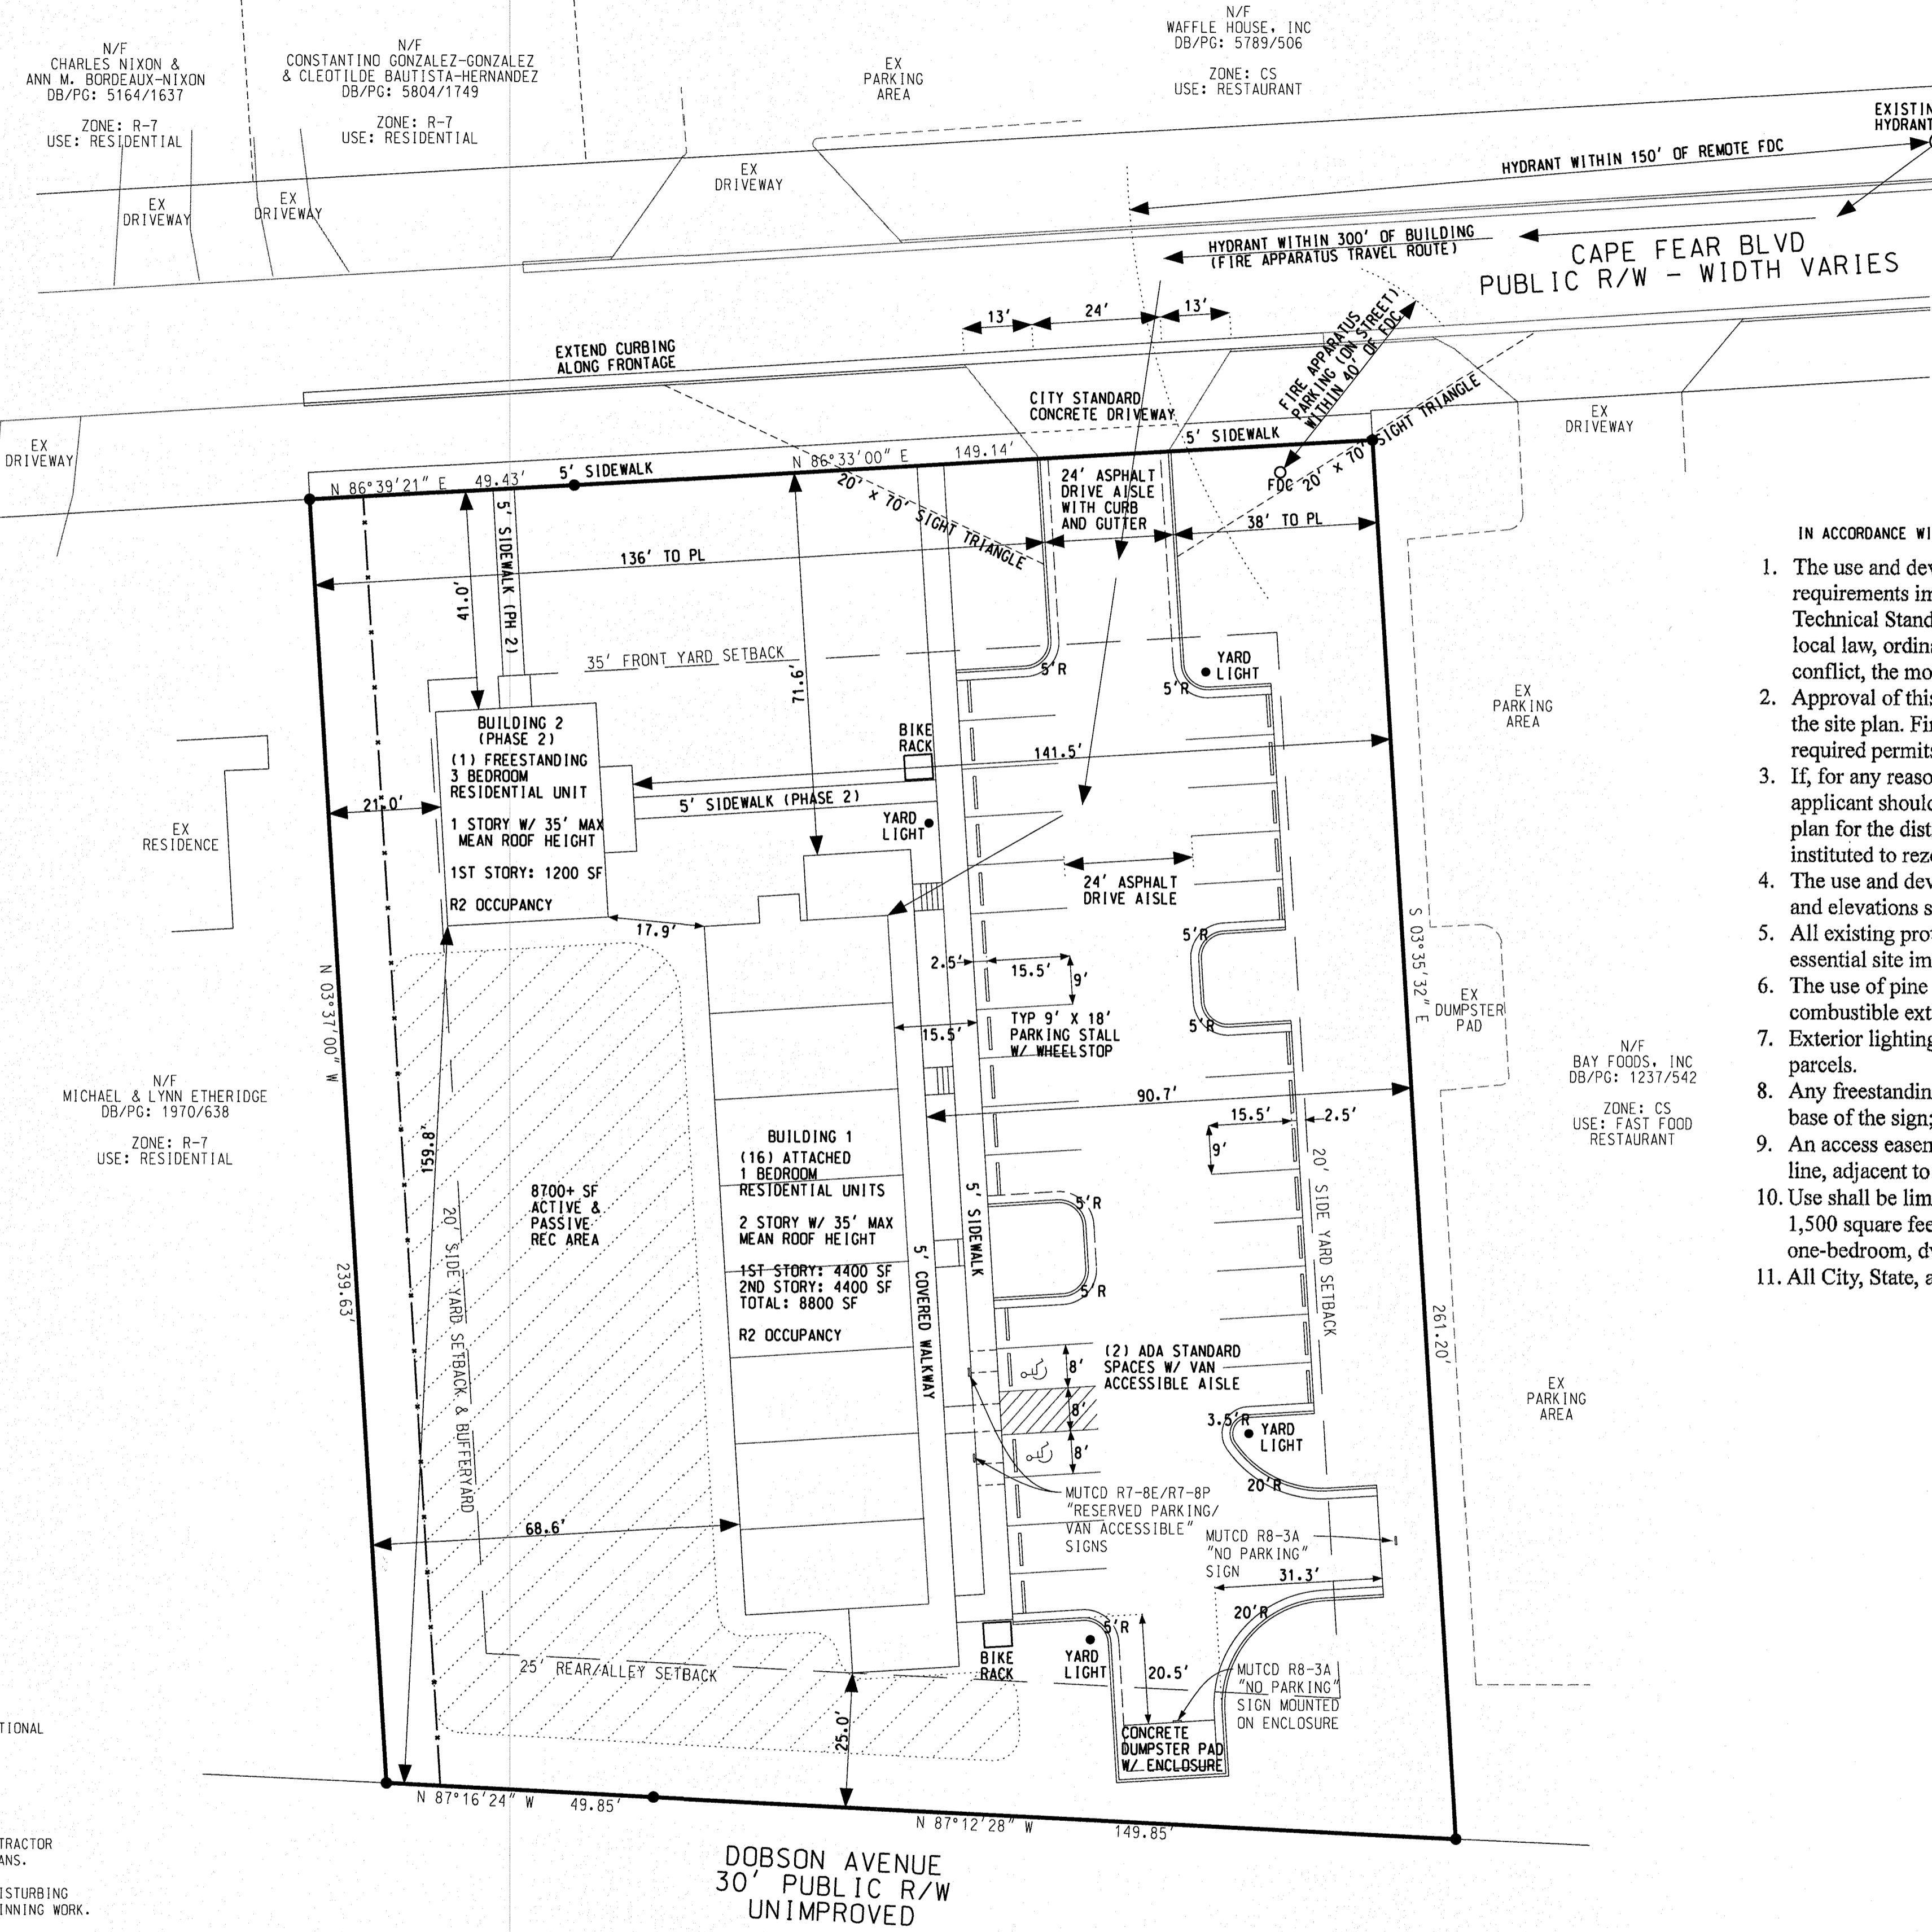 N/F
CHARLES NIXON &
ANN M. BORDEAUX-NIXON
DB/PG: 5164/1637
ZONE: R-7
USE: RESIDENTIAL
N/F
CONSTANTINO GONZALEZ-GONZALEZ
& CLEOTILDE BAUTISTA-HERNANDEZ
DB/PG: 5804/1749
ZONE: R-7
USE: RESIDENTIAL
EX
PARKING
AREA
N/F
WAFFLE HOUSE, INC
DB/PG: 5789/506
ZONE: CS
USE: RESTAURANT
EXISTIN
HYDRANT
HYDRANT WITHIN 150' OF REMOTE FDC
EX
DRIVEWAY
EX
DRIVEWAY
EX
DRIVEWAY
HYDRANT WITHIN 300' OF BUILDING
(FIRE APPARATUS TRAVEL ROUTE)
CAPE FEAR BLVD
PUBLIC R/W - WIDTH VARIES
13'
24'
13'
FIRE APPARATUS
PARKING (ON STREET)
WITHIN 40' OF FDC
EXTEND CURBING
ALONG FRONTAGE
CITY STANDARD
CONCRETE DRIVEWAY
EX
DRIVEWAY
EX
DRIVEWAY
5' SIDEWALK
5' SIDEWALK
N 86°39'21" E 49.43'
N 86°33'00" E 149.14'
FDC
20' X 70' SIGHT TRIANGLE
20' X 70' SIGHT TRIANGLE
24' ASPHALT
DRIVE AISLE
WITH CURB
AND GUTTER
38' TO PL
136' TO PL
5' SIDEWALK (PH 2)
41.0'
71.6'
35' FRONT YARD SETBACK
5'R
5'R
YARD
LIGHT
BUILDING 2
(PHASE 2)
(1) FREESTANDING
3 BEDROOM
RESIDENTIAL UNIT
1 STORY W/ 35' MAX
MEAN ROOF HEIGHT
1ST STORY: 1200 SF
R2 OCCUPANCY
BIKE
RACK
141.5'
5' SIDEWALK (PHASE 2)
YARD
LIGHT
21.0'
EX
RESIDENCE
24' ASPHALT
DRIVE AISLE
EX
PARKING
AREA
17.9'
5'R
5'R
2.5'
15.5'
9'
TYP 9' X 18'
PARKING STALL
W/ WHEELSTOP
15.5'
N 03°37'00" W
239.63'
S 03°35'32" E
261.20'
EX
DUMPSTER
PAD
N/F
BAY FOODS, INC
DB/PG: 1237/542
ZONE: CS
USE: FAST FOOD
RESTAURANT
N/F
MICHAEL & LYNN ETHERIDGE
DB/PG: 1970/638
ZONE: R-7
USE: RESIDENTIAL
90.7'
15.5'
2.5'
9'
159.8'
20' SIDE YARD SETBACK & BUFFERYARD
8700+ SF
ACTIVE &
PASSIVE
REC AREA
BUILDING 1
(16) ATTACHED
1 BEDROOM
RESIDENTIAL UNITS
2 STORY W/ 35' MAX
MEAN ROOF HEIGHT
1ST STORY: 4400 SF
2ND STORY: 4400 SF
TOTAL: 8800 SF
R2 OCCUPANCY
5' COVERED WALKWAY
5' SIDEWALK
5'R
5'R
20' SIDE YARD SETBACK
(2) ADA STANDARD
SPACES W/ VAN
ACCESSIBLE AISLE
8'
8'
8'
3.5'R
YARD
LIGHT
20'R
EX
PARKING
AREA
MUTCD R7-8E/R7-8P
"RESERVED PARKING/
VAN ACCESSIBLE"
SIGNS
MUTCD R8-3A
"NO PARKING"
SIGN
31.3'
68.6'
20'R
5'R
BIKE
RACK
YARD
LIGHT
20.5'
MUTCD R8-3A
"NO PARKING"
SIGN MOUNTED
ON ENCLOSURE
25' REAR/ALLEY SETBACK
25.0'
CONCRETE
DUMPSTER PAD
W/ ENCLOSURE
N 87°16'24" W 49.85'
N 87°12'28" W 149.85'
DOBSON AVENUE
30' PUBLIC R/W
UNIMPROVED
TIONAL
TRACTOR
ANS.
ISTURBING
INNING WORK.
IN ACCORDANCE WI
1. The use and dev
requirements im
Technical Stand
local law, ordina
conflict, the mo
2. Approval of this
the site plan. Fin
required permits
3. If, for any reaso
applicant should
plan for the dist
instituted to rezo
4. The use and dev
and elevations s
5. All existing prot
essential site im
6. The use of pine
combustible ext
7. Exterior lighting
parcels.
8. Any freestandin
base of the sign;
9. An access easen
line, adjacent to
10. Use shall be lim
1,500 square fee
one-bedroom, d
11. All City, State, a